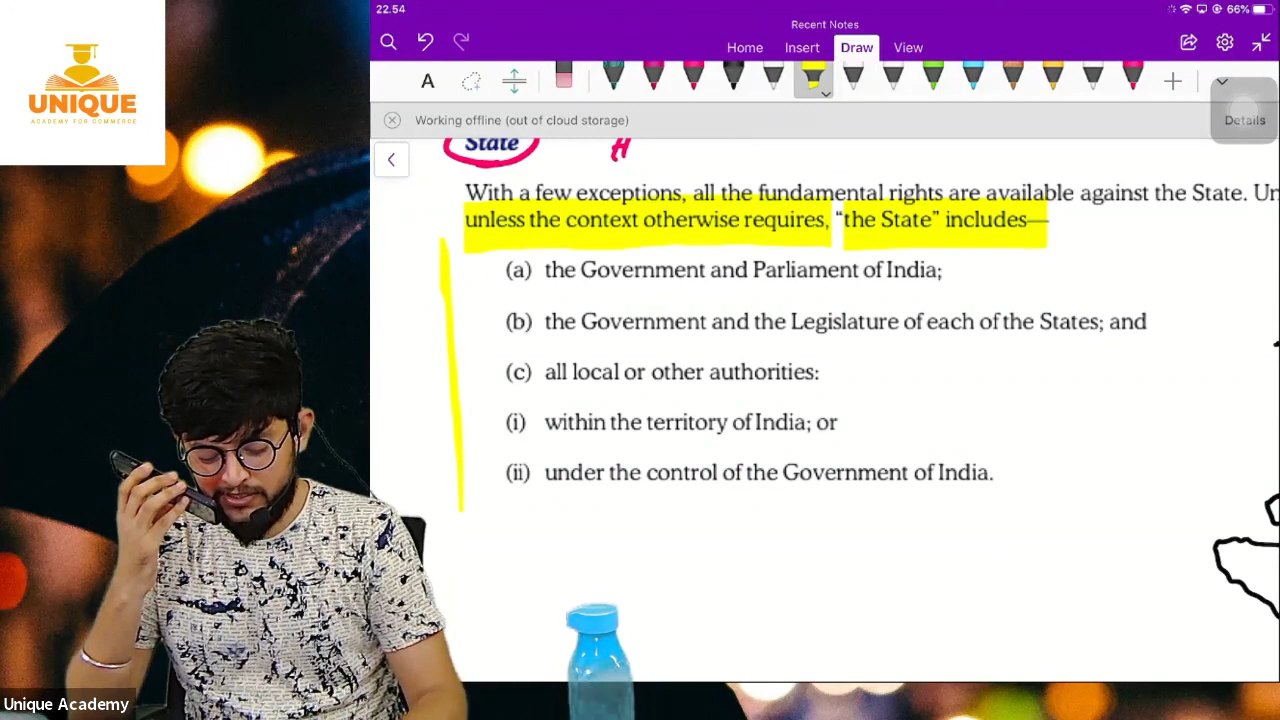 22.54
66%
Recent Notes
Home Insert Draw View
A
Details
Working offline (out of cloud storage)
UNIQUE
ACADEMY FOR COMMERCE
State
With a few exceptions, all the fundamental rights are available against the State. Un
unless the context otherwise requires, “the State” includes—
(a) the Government and Parliament of India;
(b) the Government and the Legislature of each of the States; and
(c) all local or other authorities:
(i) within the territory of India; or
(ii) under the control of the Government of India.
Unique Academy